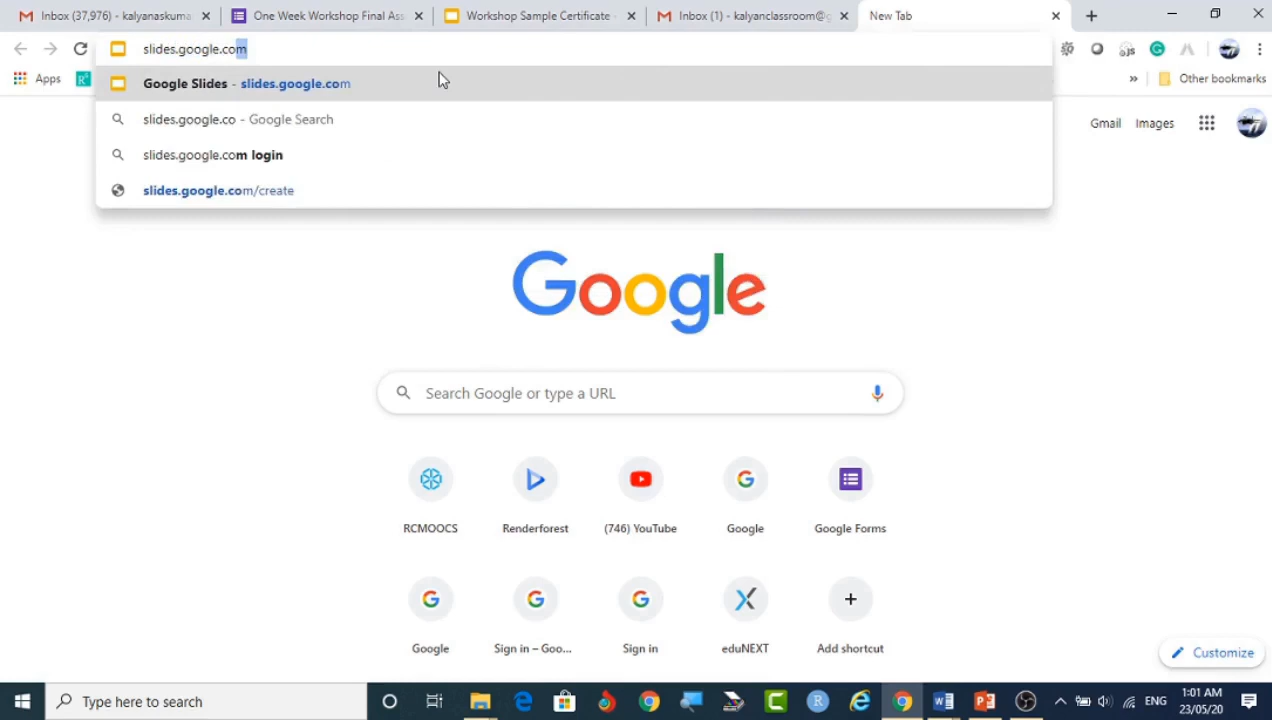 Inbox (37,976) - kalyanaskuma
One Week Workshop Final Ass
Workshop Sample Certificate -
Inbox (1) - kalyanclassroom@g
New Tab
slides.google.com
Apps
Other bookmarks
Google Slides - slides.google.com
slides.google.co - Google Search
slides.google.com login
slides.google.com/create
Gmail Images
Google
Search Google or type a URL
RCMOOCS
Renderforest
(746) YouTube
Google
Google Forms
Google
Sign in – Goo...
Sign in
eduNEXT
Add shortcut
Customize
Type here to search
ENG
1:01 AM
23/05/20